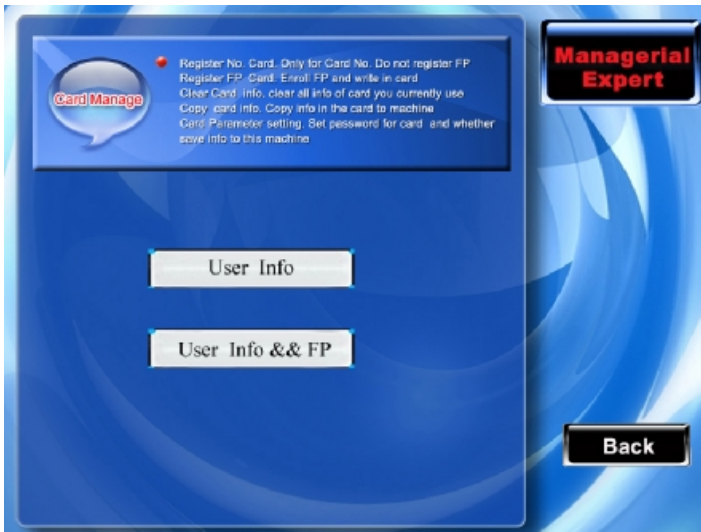 Card Manage
Register No. Card. Only for Card No. Do not register FP
Register FP Card: Enroll FP and write in card
Clear Card info. clear all info of card you currently use
Copy card info. Copy info in the card to machine
Card Parameter setting. Set password for card and whether
save info to this machine
Managerial
Expert
User Info
User Info && FP
Back